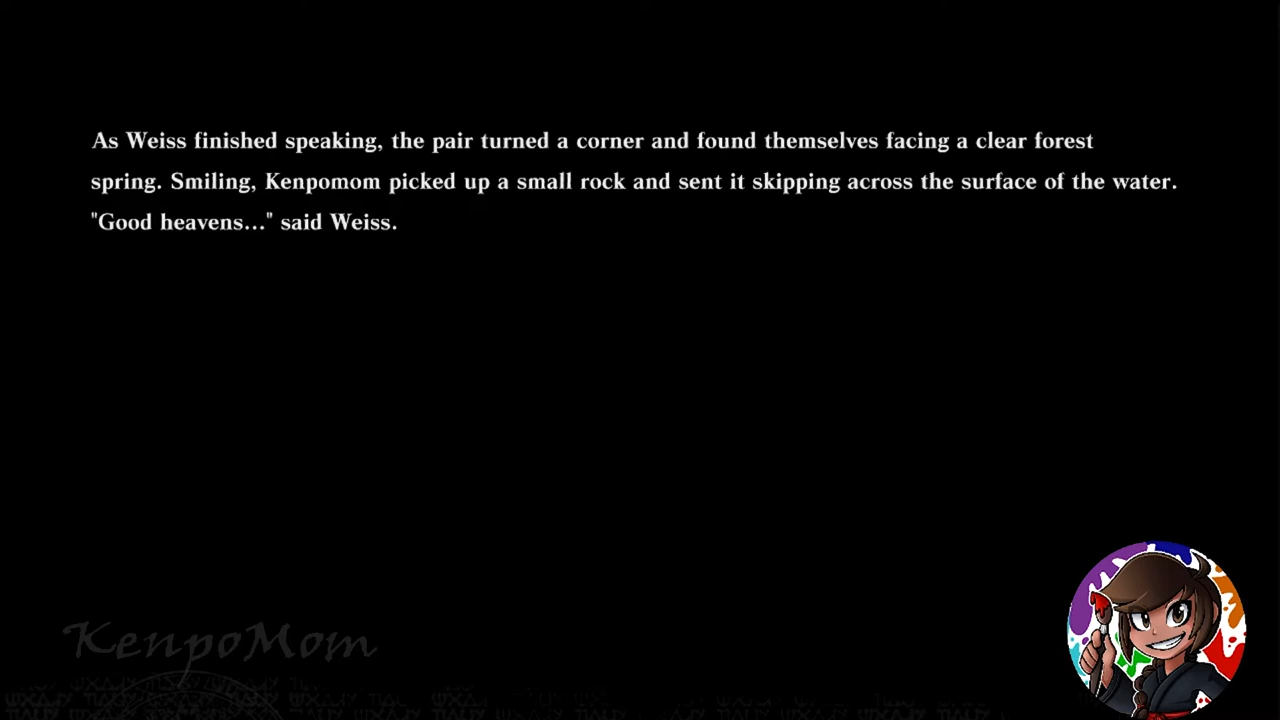 As Weiss finished speaking, the pair turned a corner and found themselves facing a clear forest
spring. Smiling, Kenpomom picked up a small rock and sent it skipping across the surface of the water.
"Good heavens..." said Weiss.
KenpoMom